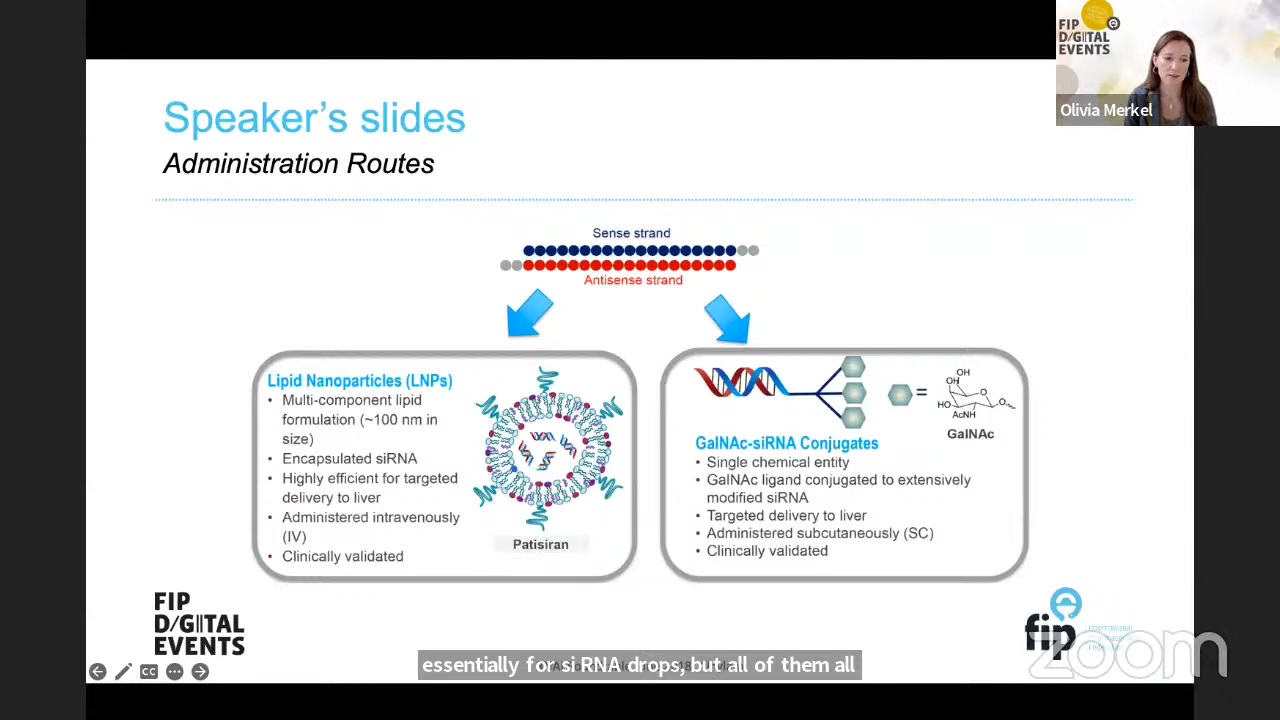 FIP
D/G|TAL
EVENTS
Olivia Merkel
Speaker's slides
Administration Routes
Sense strand
Antisense strand
Lipid Nanoparticles (LNPs)
• Multi-component lipid
formulation (~100 nm in
size)
• Encapsulated siRNA
• Highly efficient for targeted
delivery to liver
• Administered intravenously
(IV)
• Clinically validated
Patisiran
=
OH
OH
HO
AcNH
O
O
GalNAc
GalNAc-siRNA Conjugates
• Single chemical entity
• GalNAc ligand conjugated to extensively
modified siRNA
• Targeted delivery to liver
• Administered subcutaneously (SC)
• Clinically validated
FIP
D/G|TAL
EVENTS
fip
International
Federation
zoom
CC
essentially for si RNA drops, but all of them all